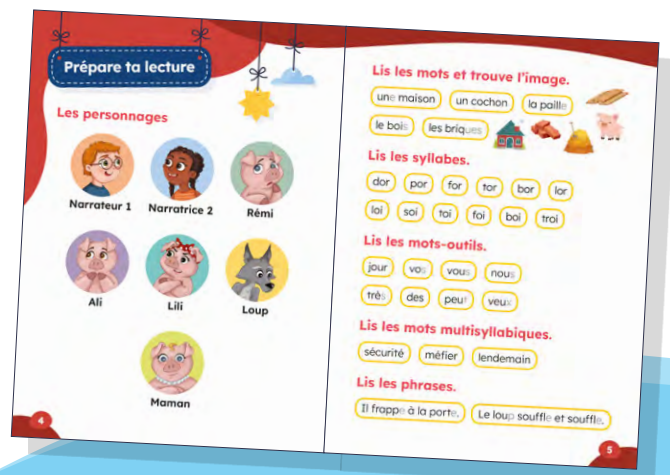 Prépare ta lecture
Les personnages
Narrateur 1 Narratrice 2 Rémi
Ali Lili Loup
Maman
4
Lis les mots et trouve l'image.
une maison un cochon la paille
le bois les briques
Lis les syllabes.
dor por for tor bor lor
loi soi toi foi boi troi
Lis les mots-outils.
jour vos vous nous
très des peut veux
Lis les mots multisyllabiques.
sécurité méfier lendemain
Lis les phrases.
Il frappe à la porte. Le loup souffle et souffle.
5